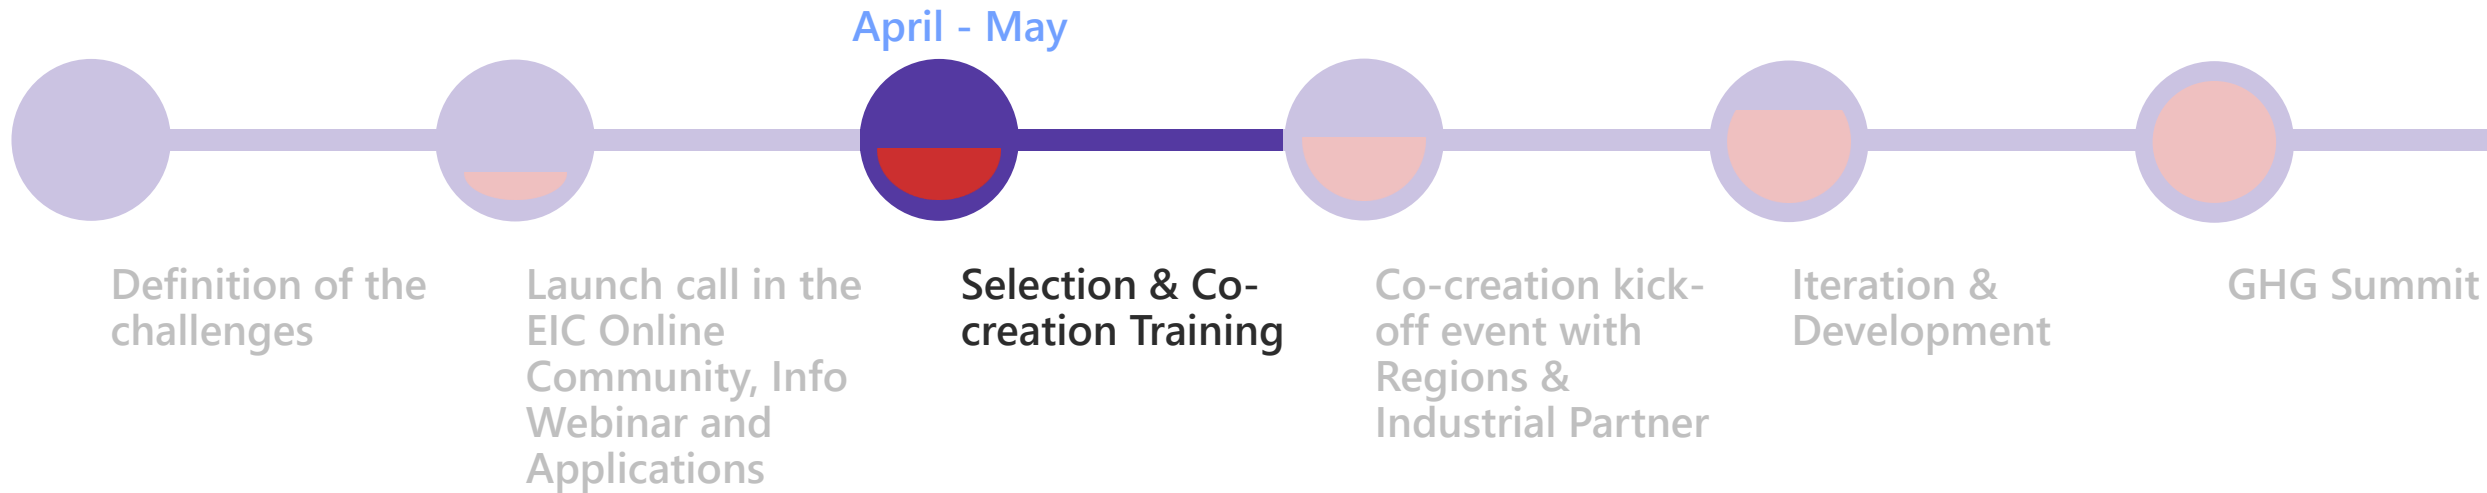 April - May
Definition of the
challenges
Launch call in the
EIC Online
Community, Info
Webinar and
Applications
Selection & Co-
creation Training
Co-creation kick-
off event with
Regions &
Industrial Partner
Iteration &
Development
GHG Summit